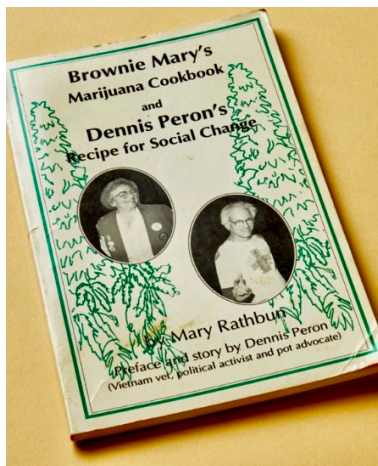 Brownie Mary's
Marijuana Cookbook
and
Dennis Peron's
Recipe for Social Change
by Mary Rathbun
Preface and story by Dennis Peron
(Vietnam vet, political activist and pot advocate)